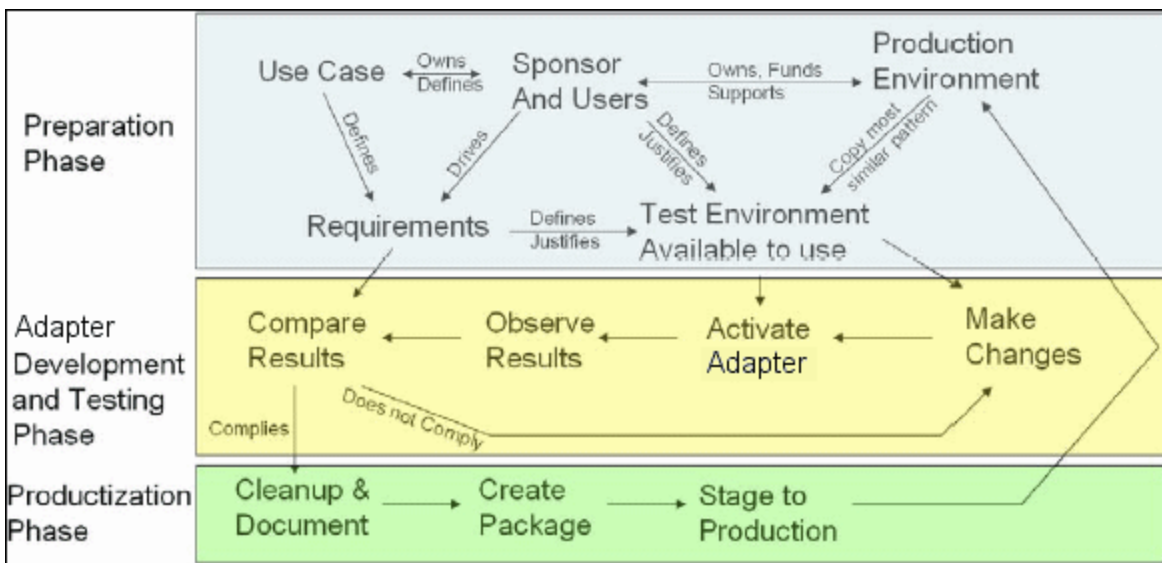 Preparation
Phase
Use Case
Owns
Defines
Sponsor
And Users
Owns, Funds
Supports
Production
Environment
Defines
Drives
Defines
Justifies
Copy most
similar pattern
Requirements
Defines
Justifies
Test Environment
Available to use
Adapter
Development
and Testing
Phase
Compare
Results
Observe
Results
Activate
Adapter
Make
Changes
Complies
Does not Comply
Productization
Phase
Cleanup &
Document
Create
Package
Stage to
Production